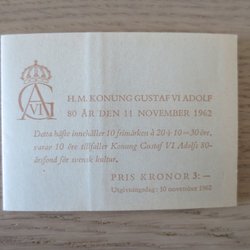 GA
VI
H.M. KONUNG GUSTAF VI ADOLF
80 ÅR DEN 11 NOVEMBER 1962
Detta häfte innehåller 10 frimärken à 20+10=30 öre,
varav 10 öre tillfaller Konung Gustaf VI Adolfs 80-
årsfond för svensk kultur.
PRIS KRONOR 3: —
Utgivningsdag: 10 november 1962